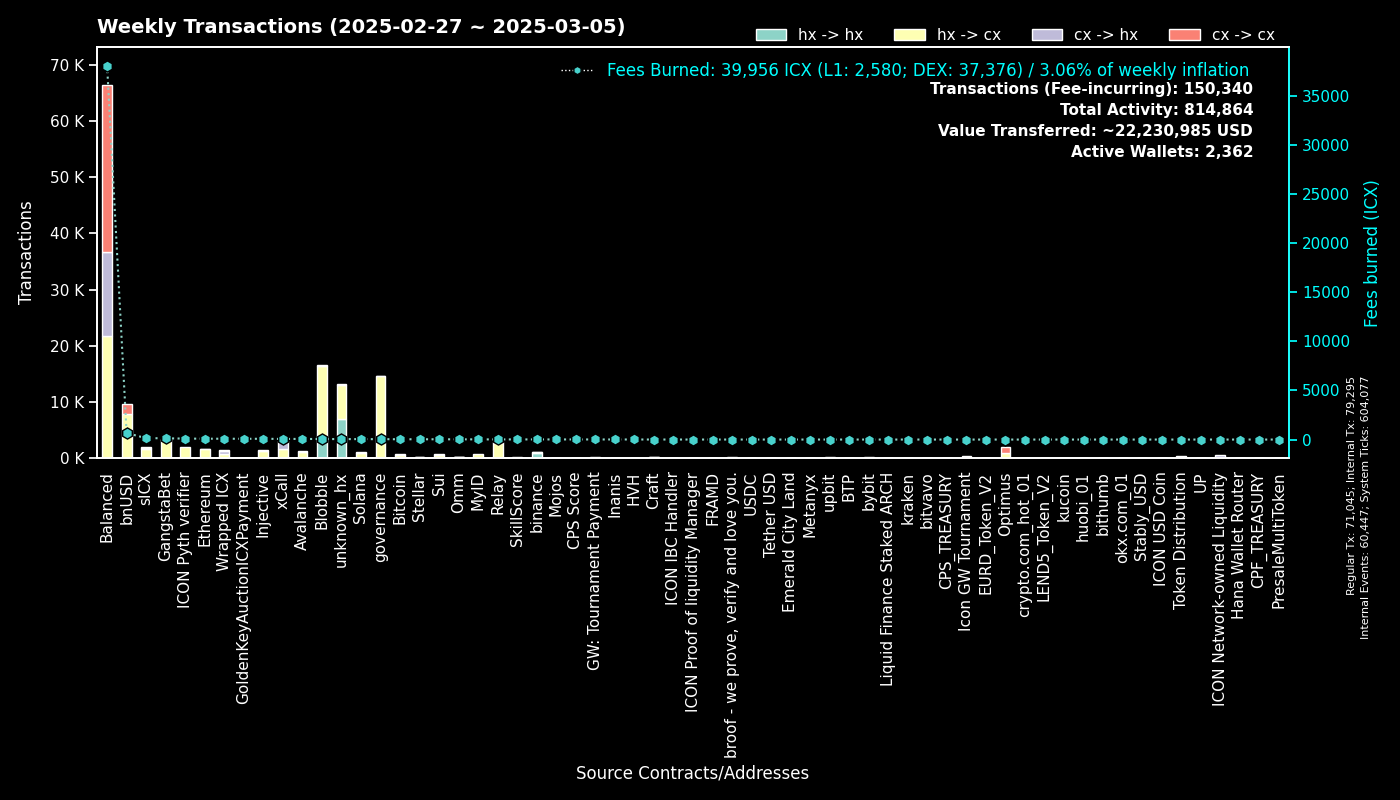 Weekly Transactions (2025-02-27 ~ 2025-03-05)
hx -> hx
hx -> cx
cx -> hx
cx -> cx
Fees Burned: 39,956 ICX (L1: 2,580; DEX: 37,376) / 3.06% of weekly inflation
Transactions (Fee-incurring): 150,340
Total Activity: 814,864
Value Transferred: ~22,230,985 USD
Active Wallets: 2,362
Transactions
70 K
60 K
50 K
40 K
30 K
20 K
10 K
0 K
35000
30000
25000
20000
15000
10000
5000
0
Fees burned (ICX)
Regular Tx: 71,045; Internal Tx: 79,295
Internal Events: 60,447; System Ticks: 604,077
Balanced
bnUSD
sICX
GangstaBet
ICON Pyth verifier
Ethereum
Wrapped ICX
GoldenKeyAuctionICXPayment
Injective
xCall
Avalanche
Blobble
unknown_hx
Solana
governance
Bitcoin
Stellar
Sui
Omm
MyID
Relay
SkillScore
binance
Mojos
CPS Score
GW: Tournament Payment
Inanis
HVH
Craft
ICON IBC Handler
ICON Proof of liquidity Manager
FRAMD
broof - we prove, verify and love you.
USDC
Tether USD
Emerald City Land
Metanyx
upbit
BTP
bybit
Liquid Finance Staked ARCH
kraken
bitvavo
CPS_TREASURY
Icon GW Tournament
EURD_Token_V2
Optimus
crypto.com_hot_01
LEND5_Token_V2
kucoin
huobi_01
bithumb
okx.com_01
Stably_USD
ICON USD Coin
Token Distribution
UP
ICON Network-owned Liquidity
Hana Wallet Router
CPF_TREASURY
PresaleMultiToken
Source Contracts/Addresses